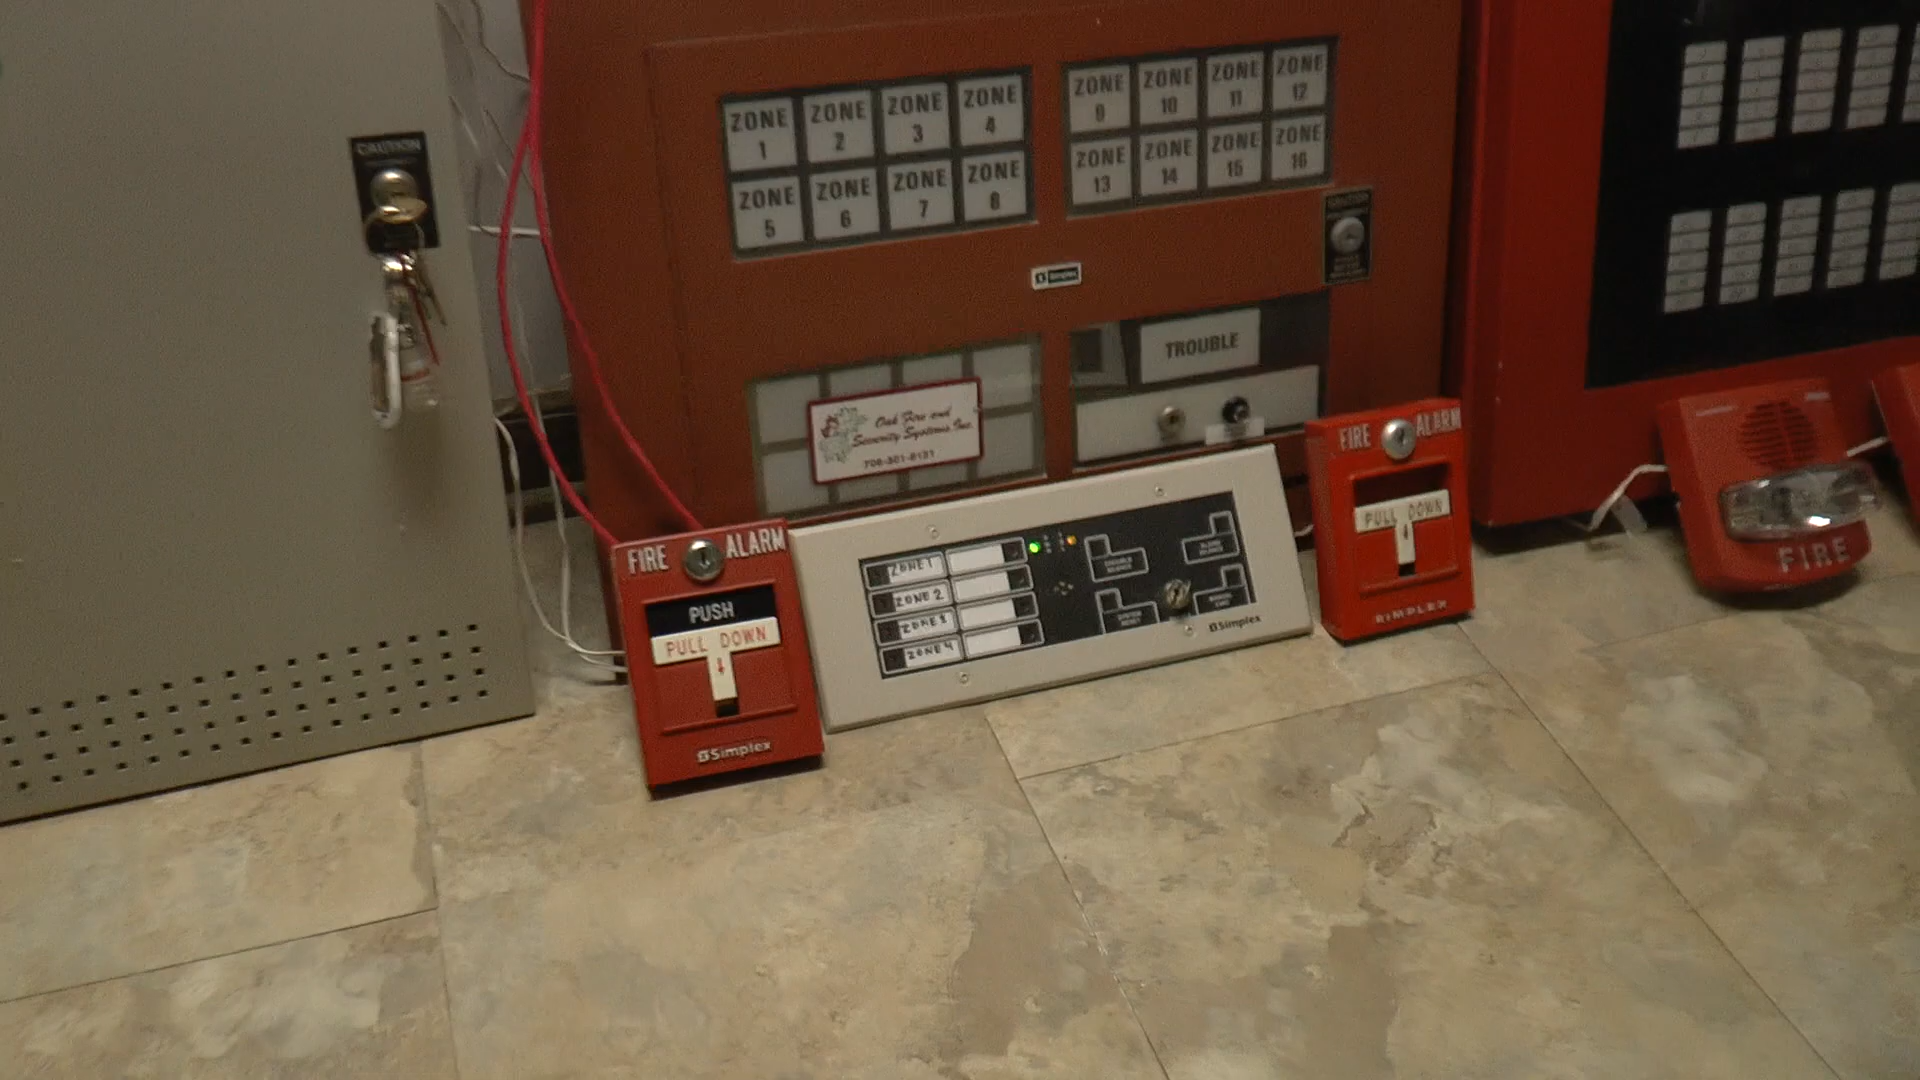 CAUTION
ZONE 1
ZONE 2
ZONE 3
ZONE 4
ZONE 5
ZONE 6
ZONE 7
ZONE 8
ZONE 9
ZONE 10
ZONE 11
ZONE 12
ZONE 13
ZONE 14
ZONE 15
ZONE 16
Simplex
TROUBLE
Oak Fire and
Security Systems Inc.
708-301-8131
FIRE ALARM
PUSH
PULL DOWN
Simplex
ZONE 1
ZONE 2
ZONE 3
ZONE 4
Simplex
FIRE ALARM
PULL DOWN
SIMPLEX
FIRE